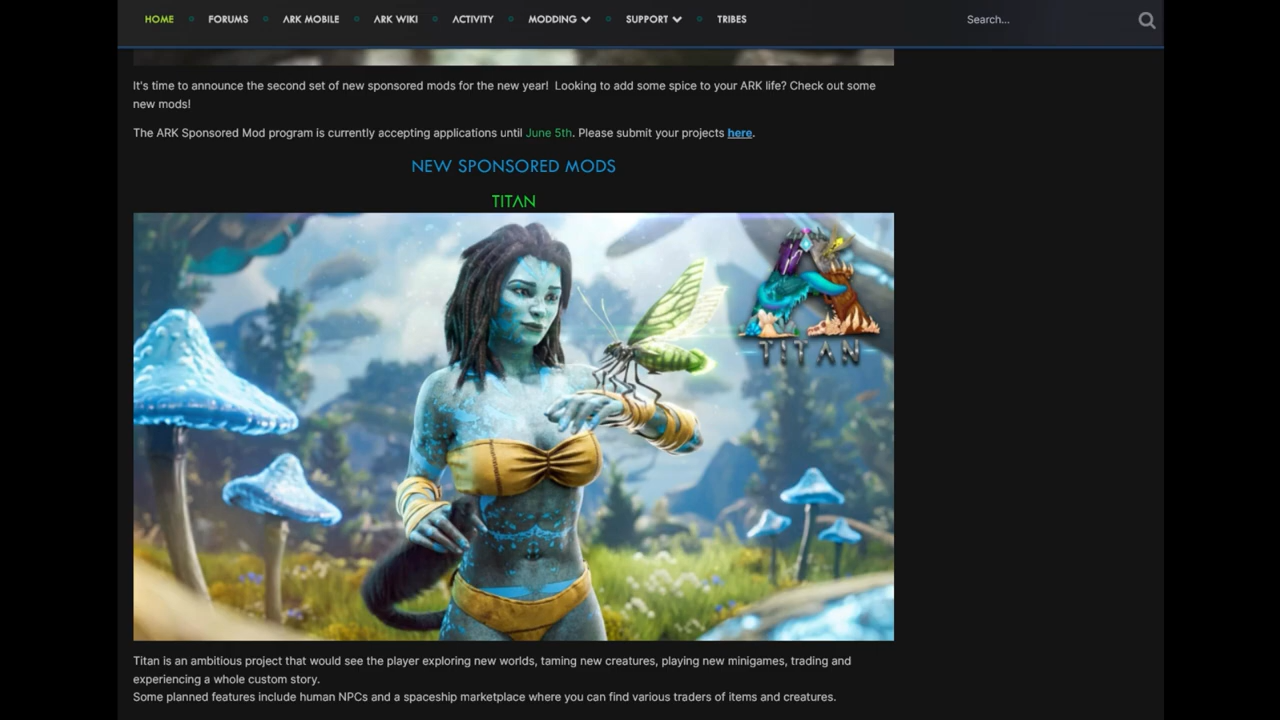 HOME FORUMS ARK MOBILE ARK WIKI ACTIVITY MODDING SUPPORT TRIBES Search...
It's time to announce the second set of new sponsored mods for the new year! Looking to add some spice to your ARK life? Check out some
new mods!
The ARK Sponsored Mod program is currently accepting applications until June 5th. Please submit your projects here.
NEW SPONSORED MODS
TITAN
TITAN
Titan is an ambitious project that would see the player exploring new worlds, taming new creatures, playing new minigames, trading and
experiencing a whole custom story.
Some planned features include human NPCs and a spaceship marketplace where you can find various traders of items and creatures.